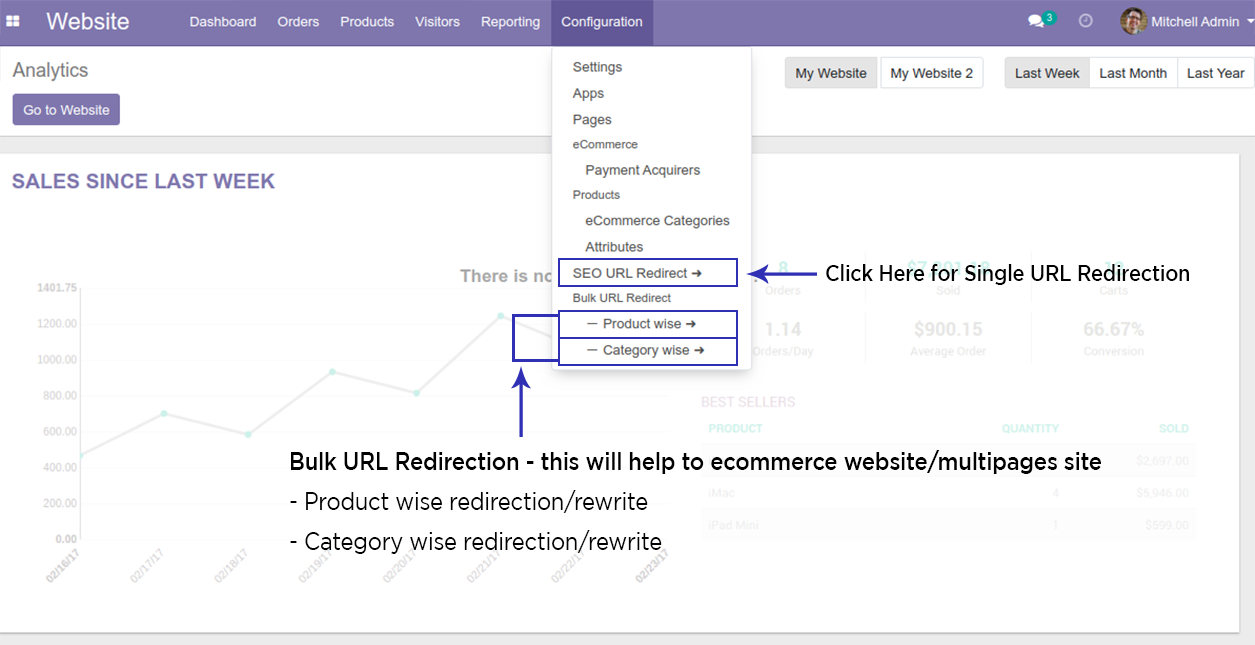 Website Dashboard Orders Products Visitors Reporting Configuration 3 Mitchell Admin
Analytics
My Website My Website 2 Last Week Last Month Last Year
Go to Website
Settings
Apps
Pages
eCommerce
Payment Acquirers
Products
eCommerce Categories
Attributes
SEO URL Redirect ➔
Bulk URL Redirect
— Product wise ➔
— Category wise ➔
SALES SINCE LAST WEEK
There is no
Click Here for Single URL Redirection
8
Orders
Sold
Carts
1.14
Orders/Day
$900.15
Average Order
66.67%
Conversion
1401.75
1200.00
1000.00
800.00
600.00
400.00
200.00
0.00
02/16/17
02/17/17
02/18/17
02/19/17
02/20/17
02/21/17
02/22/17
02/23/17
BEST SELLERS
PRODUCT QUANTITY SOLD
$2,697.00
iMac 4 $5,946.00
iPad Mini 1 $599.00
Bulk URL Redirection - this will help to ecommerce website/multipages site
- Product wise redirection/rewrite
- Category wise redirection/rewrite